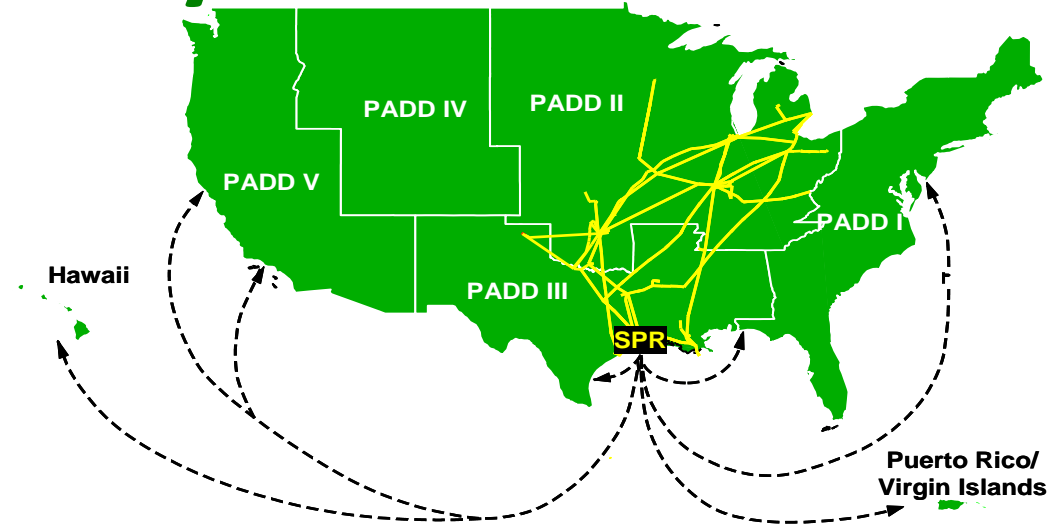 PADD II
PADD IV
PADD V
PADD I
Hawaii
PADD III
SPR
Puerto Rico/
Virgin Islands